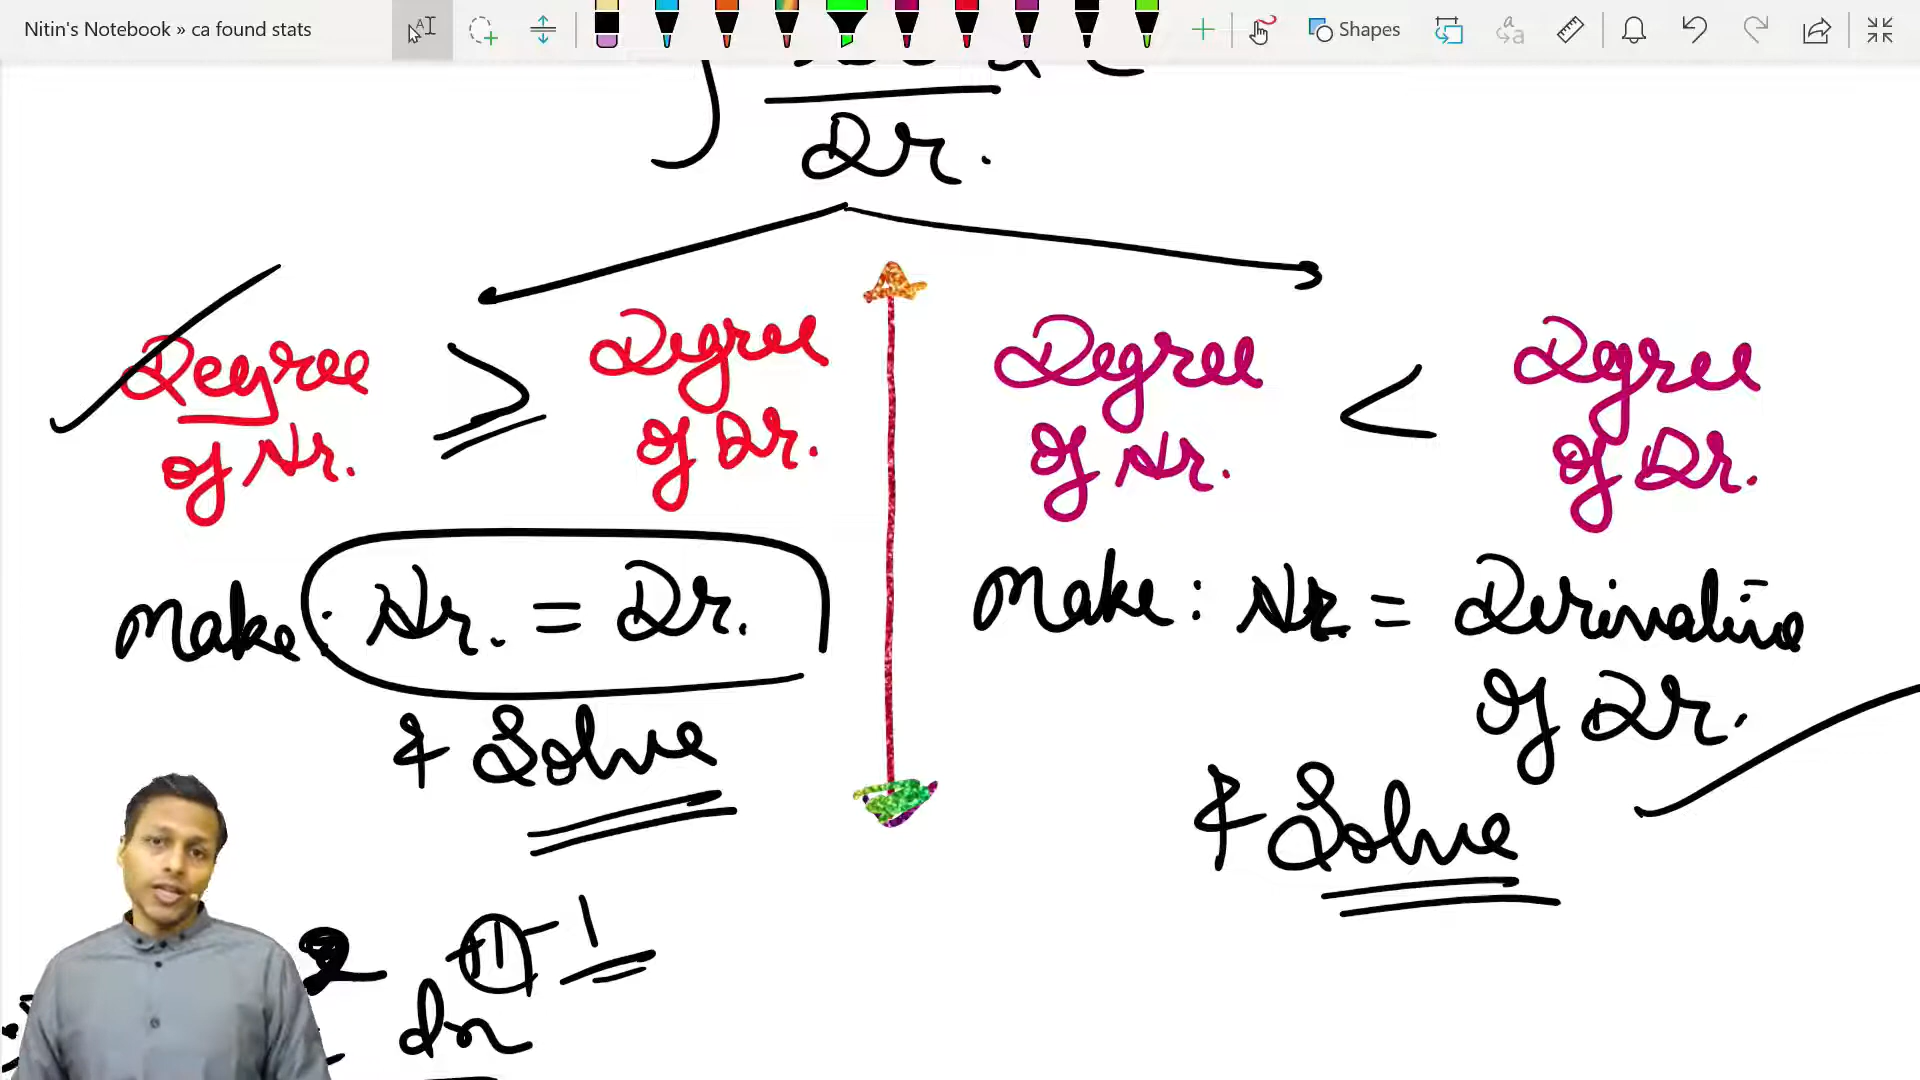 Nitin's Notebook » ca found stats
Shapes
Dr.
Degree of Nr. ≥ Degree of Dr.
Degree of Nr. < Degree of Dr.
Make: Nr. = Dr.
& Solve
Make: Nr. = Derivative of Dr.
& Solve
dx